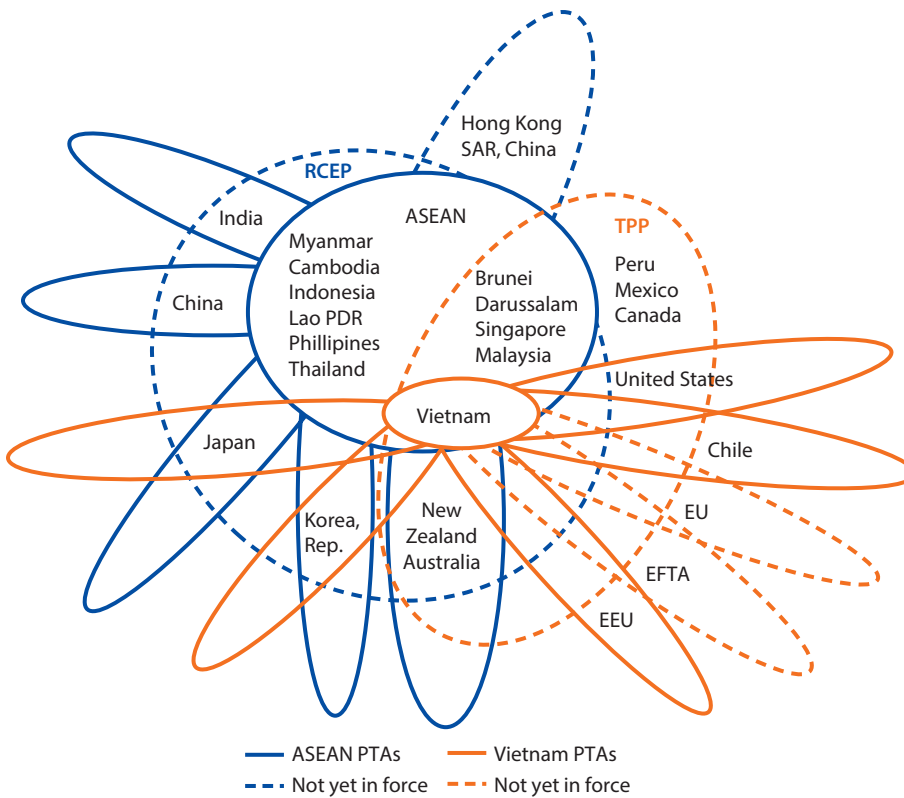 Hong Kong
SAR, China
RCEP
India
ASEAN
TPP
Myanmar
Cambodia
Indonesia
Lao PDR
Phillipines
Thailand
Brunei
Darussalam
Singapore
Malaysia
Peru
Mexico
Canada
China
United States
Vietnam
Japan
Chile
Korea,
Rep.
New
Zealand
Australia
EU
EFTA
EEU
ASEAN PTAs
Vietnam PTAs
Not yet in force
Not yet in force